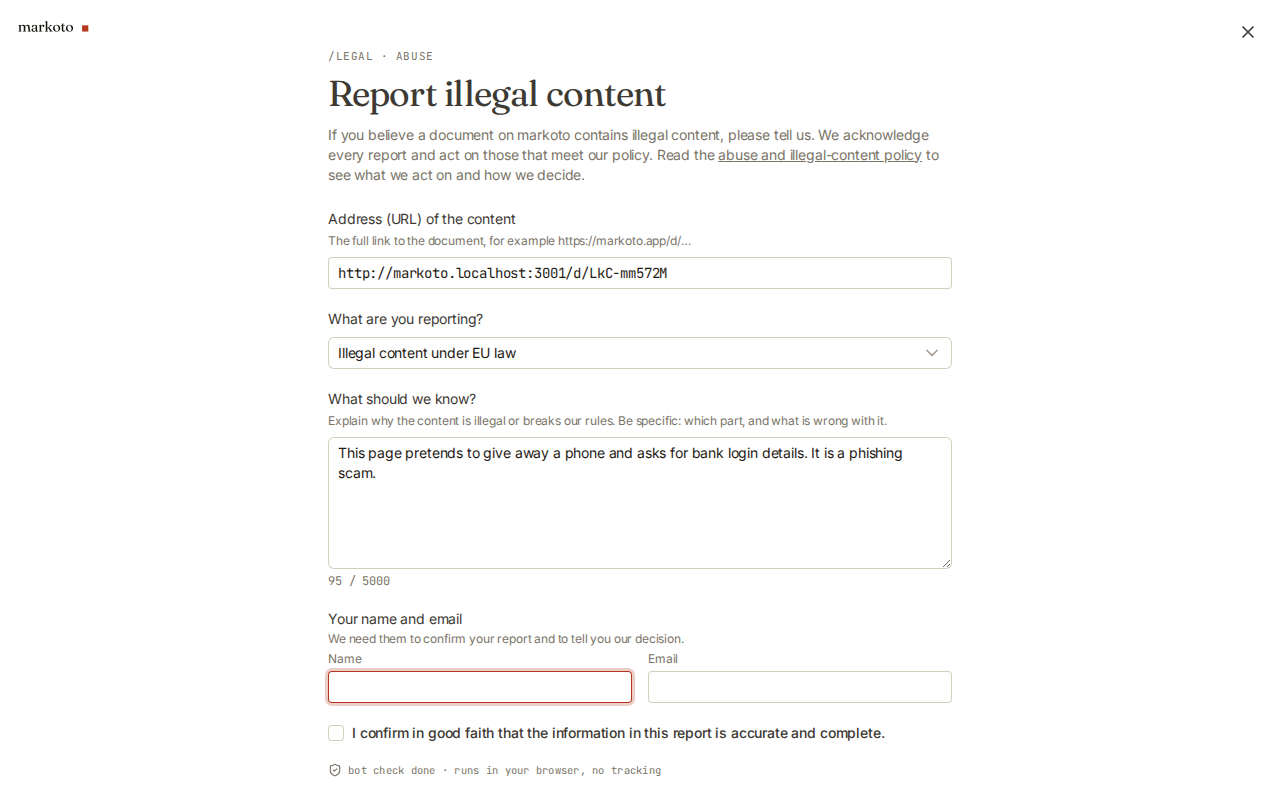 markoto
/LEGAL · ABUSE
Report illegal content
If you believe a document on markoto contains illegal content, please tell us. We acknowledge
every report and act on those that meet our policy. Read the abuse and illegal-content policy to
see what we act on and how we decide.
Address (URL) of the content
The full link to the document, for example https://markoto.app/d/…
http://markoto.localhost:3001/d/LkC-mm572M
What are you reporting?
Illegal content under EU law
What should we know?
Explain why the content is illegal or breaks our rules. Be specific: which part, and what is wrong with it.
This page pretends to give away a phone and asks for bank login details. It is a phishing
scam.
95 / 5000
Your name and email
We need them to confirm your report and to tell you our decision.
Name
Email
I confirm in good faith that the information in this report is accurate and complete.
bot check done · runs in your browser, no tracking